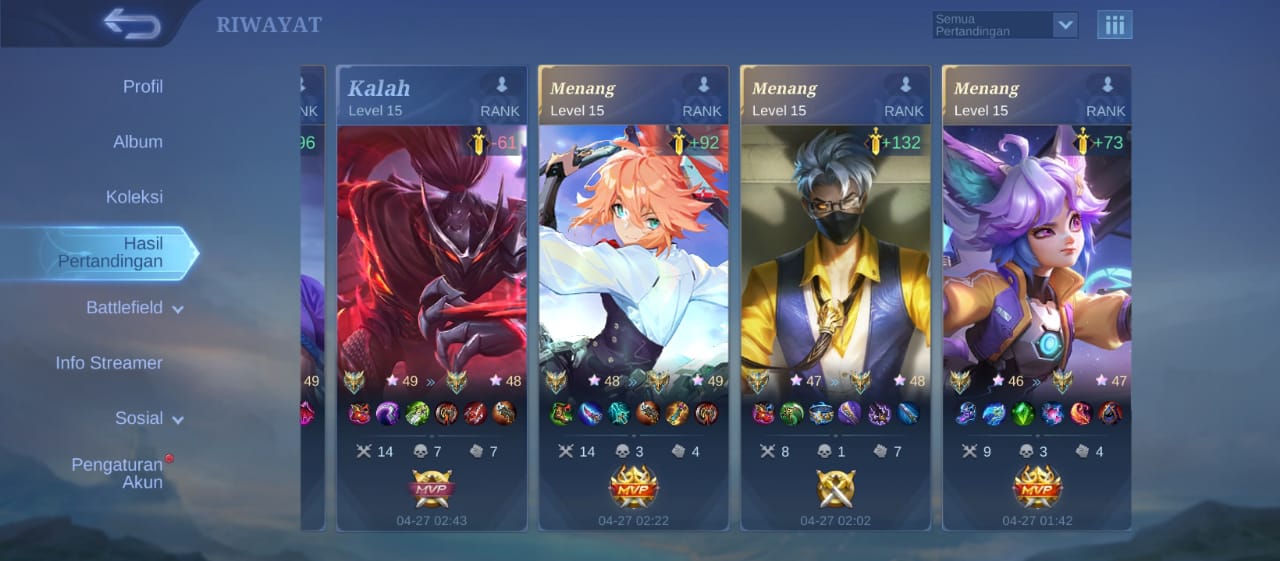 RIWAYAT
Semua
Pertandingan
Profil
Album
Koleksi
Hasil
Pertandingan
Battlefield
Info Streamer
Sosial
Pengaturan
Akun
NK
96
49
Kalah
Level 15
RANK
-61
49 » 48
14 7 7
MVP
04-27 02:43
Menang
Level 15
RANK
+92
48 » 49
14 3 4
MVP
04-27 02:22
Menang
Level 15
RANK
+132
47 » 48
8 1 7
04-27 02:02
Menang
Level 15
RANK
+73
46 » 47
9 3 4
MVP
04-27 01:42